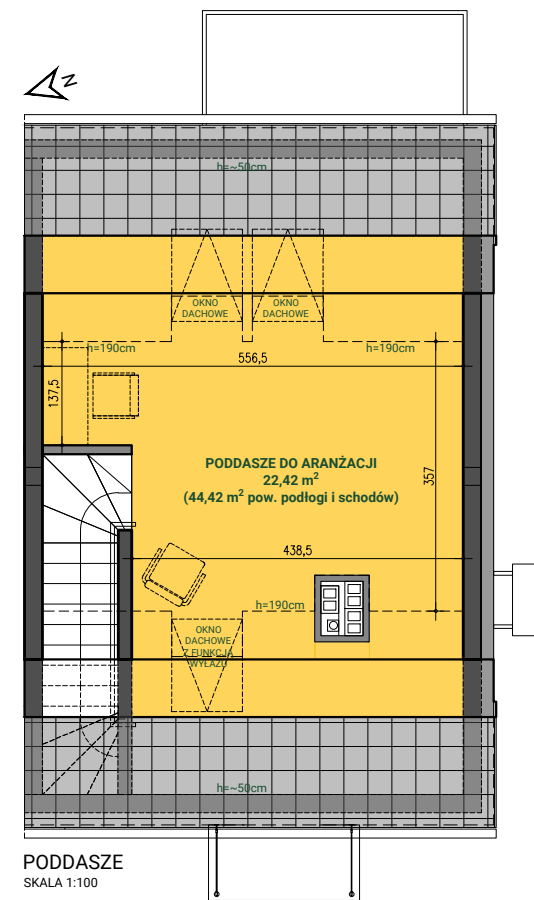 N
h=~50cm
OKNO
DACHOWE
OKNO
DACHOWE
h=190cm
h=190cm
556,5
137,5
357
PODDASZE DO ARANŻACJI
22,42 m²
(44,42 m² pow. podłogi i schodów)
438,5
h=190cm
OKNO
DACHOWE
Z FUNKCJĄ
WYŁAZU
h=~50cm
PODDASZE
SKALA 1:100